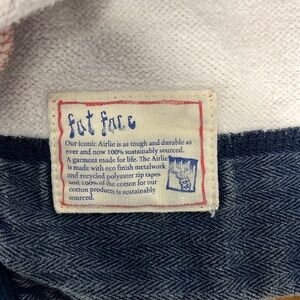 fat face
Our iconic Airlie is as tough and durable as
ever and now 100% sustainably sourced.
A garment made for life. The Airlie
is made with eco finish metalwork
and recycled polyester zip tapes
and 100% of the cotton for our
cotton products is sustainably
sourced.